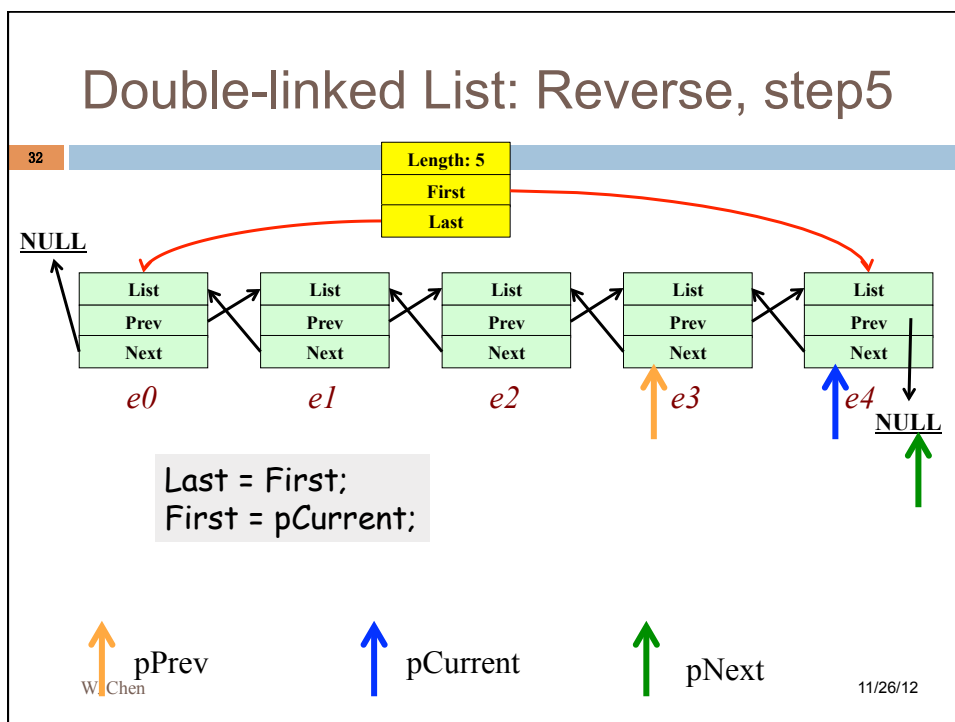 Double-linked List: Reverse, step5
32
Length: 5
First
Last
NULL
List
Prev
Next
List
Prev
Next
List
Prev
Next
List
Prev
Next
List
Prev
Next
e0
e1
e2
e3
e4
NULL
Last = First;
First = pCurrent;
pPrev
pCurrent
pNext
Chen
11/26/12